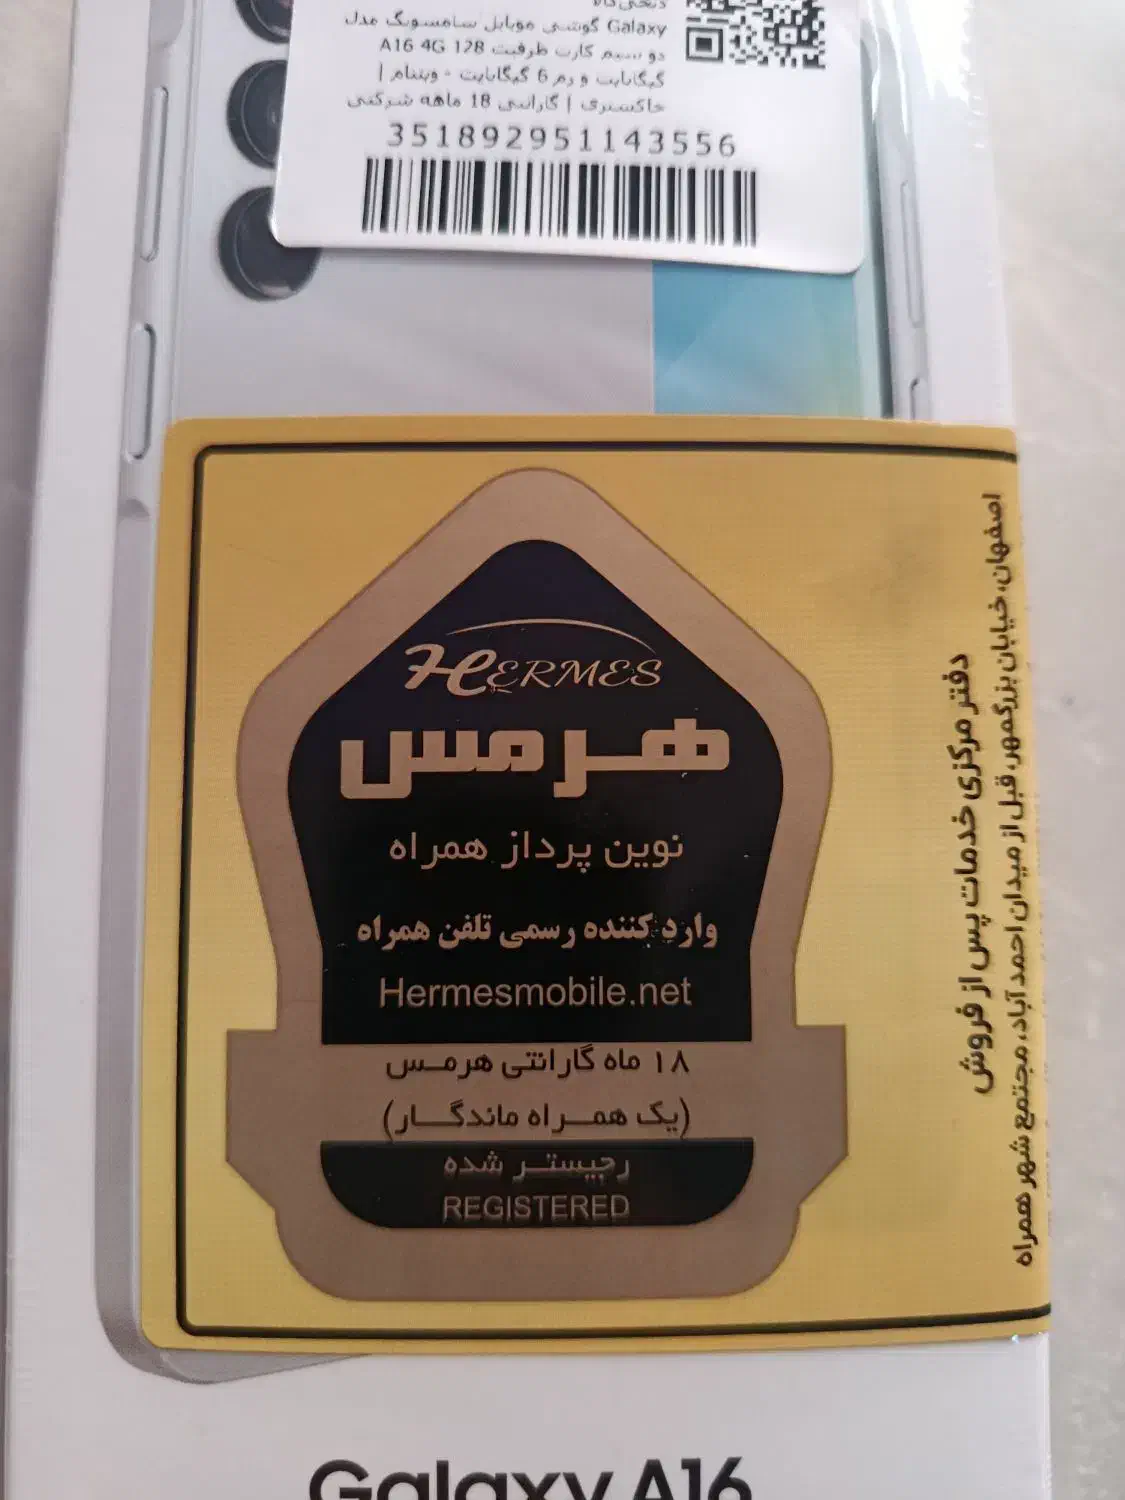 دیجی‌کالا
گوشی موبایل سامسونگ مدل Galaxy
A16 4G دو سیم کارت ظرفیت 128
گیگابایت و رم 6 گیگابایت - ویتنام |
خاکستری | گارانتی 18 ماهه شرکتی
351892951143556
HERMES
هرمس
نوین پرداز همراه
وارد کننده رسمی تلفن همراه
Hermesmobile.net
۱۸ ماه گارانتی هرمس
(یک همراه ماندگار)
رجیستر شده
REGISTERED
دفتر مرکزی خدمات پس از فروش
اصفهان، خیابان بزرگمهر، قبل از میدان احمد آباد، مجتمع شهر همراه
Galaxy A16